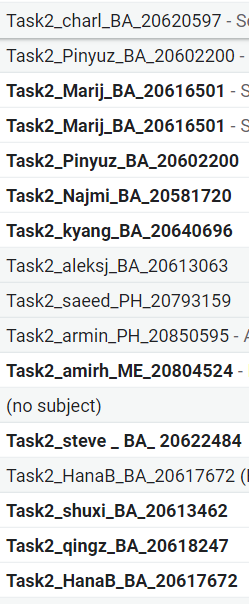 Task2_charl_BA_20620597 - S
Task2_Pinyuz_BA_20602200 -
Task2_Marij_BA_20616501 - S
Task2_Marij_BA_20616501 - S
Task2_Pinyuz_BA_20602200
Task2_Najmi_BA_20581720
Task2_kyang_BA_20640696
Task2_aleksj_BA_20613063
Task2_saeed_PH_20793159
Task2_armin_PH_20850595 - A
Task2_amirh_ME_20804524 -
(no subject)
Task2_steve _ BA_ 20622484
Task2_HanaB_BA_20617672 (
Task2_shuxi_BA_20613462
Task2_qingz_BA_20618247
Task2_HanaB_BA_20617672